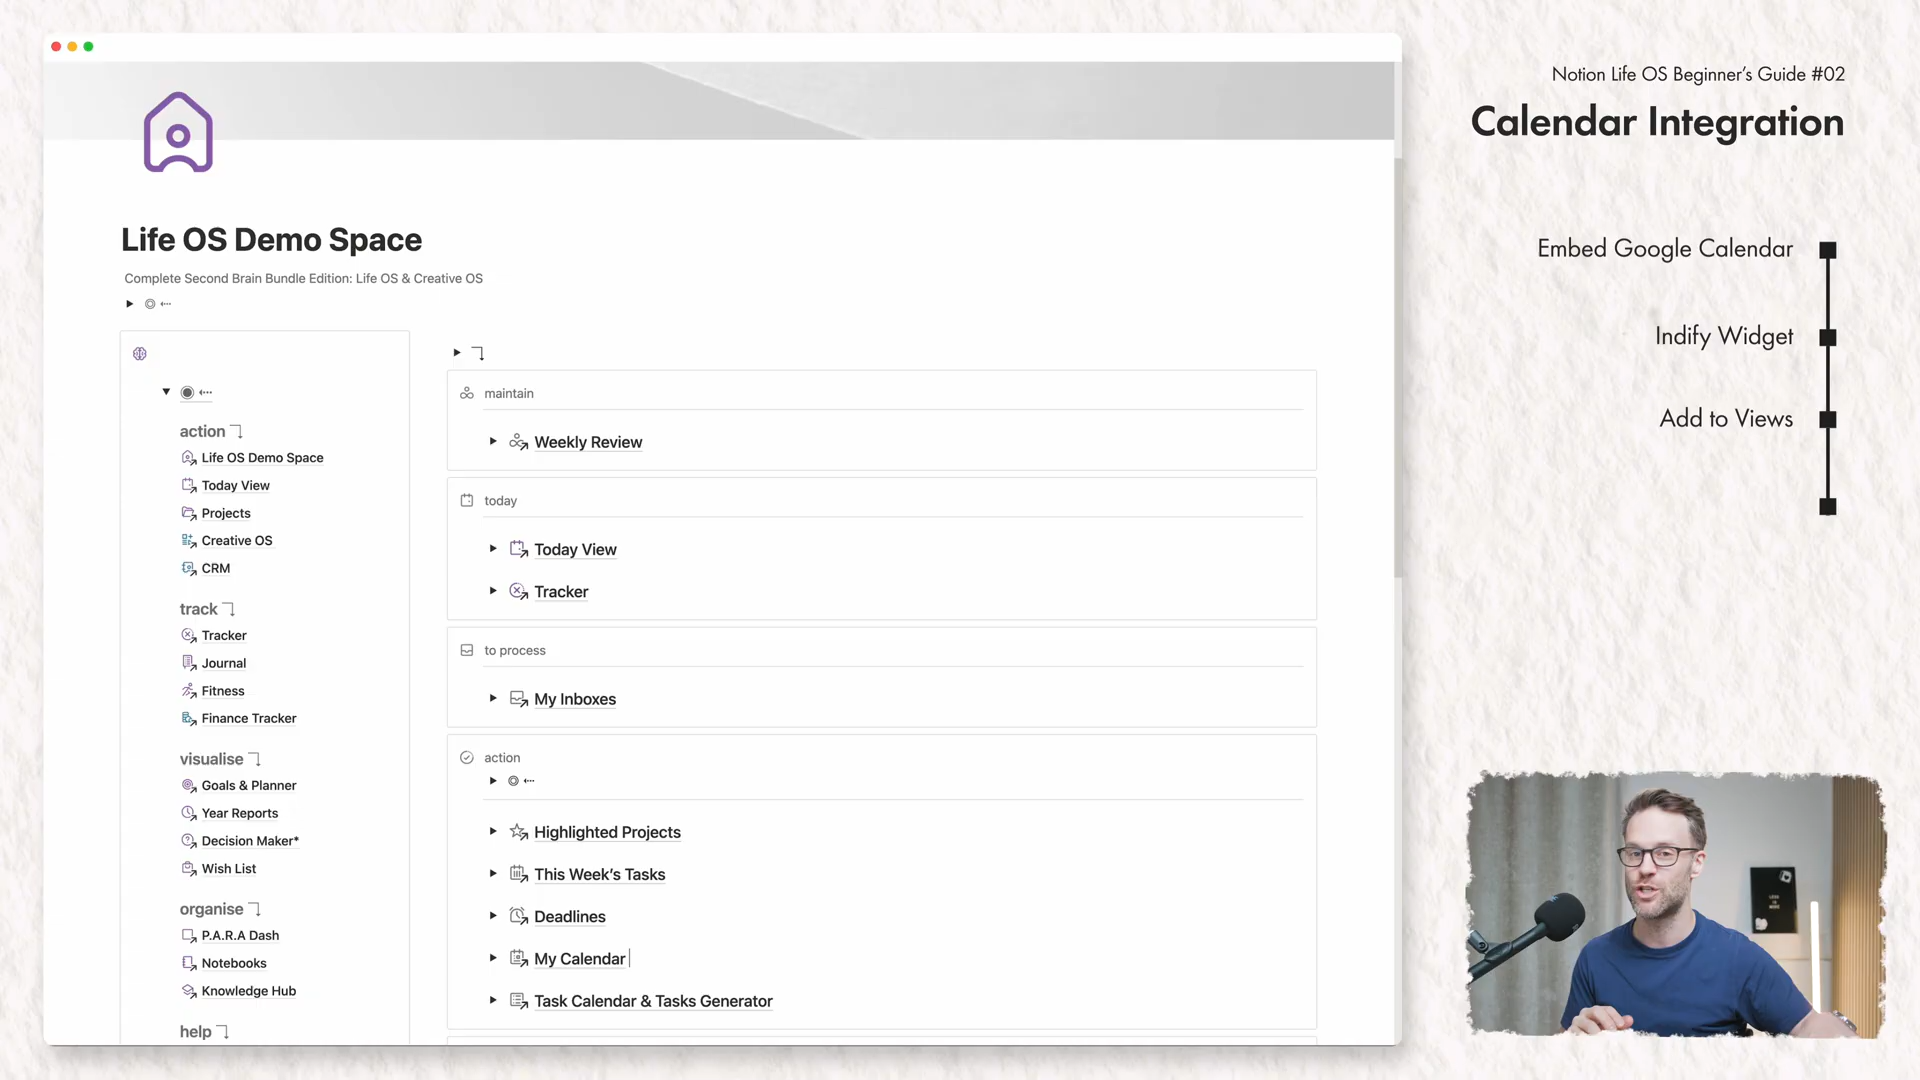 Notion Life OS Beginner's Guide #02
Calendar Integration
Embed Google Calendar
Indify Widget
Add to Views
Life OS Demo Space
Complete Second Brain Bundle Edition: Life OS & Creative OS
action
Life OS Demo Space
Today View
Projects
Creative OS
CRM
track
Tracker
Journal
Fitness
Finance Tracker
visualise
Goals & Planner
Year Reports
Decision Maker*
Wish List
organise
P.A.R.A Dash
Notebooks
Knowledge Hub
help
maintain
Weekly Review
today
Today View
Tracker
to process
My Inboxes
action
Highlighted Projects
This Week's Tasks
Deadlines
My Calendar
Task Calendar & Tasks Generator